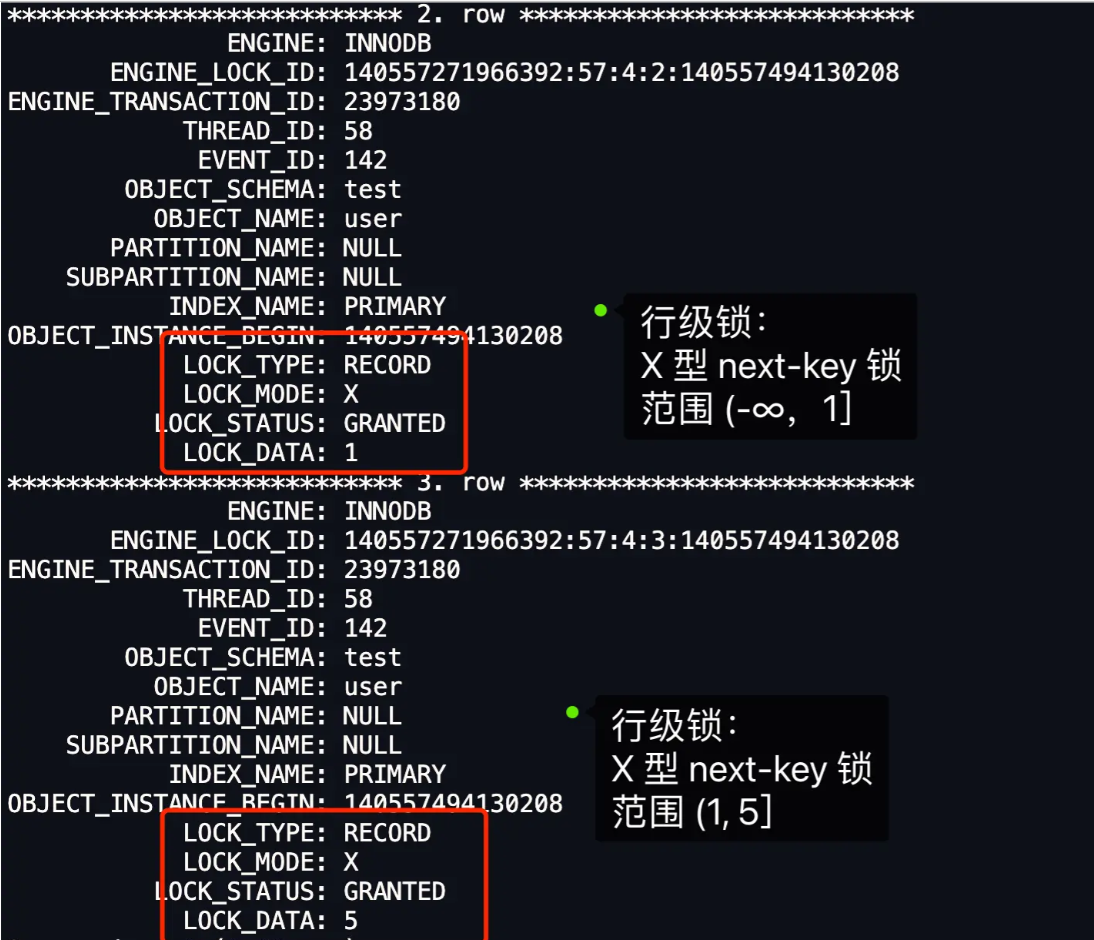 *************************** 2. row ***************************
ENGINE: INNODB
ENGINE_LOCK_ID: 140557271966392:57:4:2:140557494130208
ENGINE_TRANSACTION_ID: 23973180
THREAD_ID: 58
EVENT_ID: 142
OBJECT_SCHEMA: test
OBJECT_NAME: user
PARTITION_NAME: NULL
SUBPARTITION_NAME: NULL
INDEX_NAME: PRIMARY
OBJECT_INSTANCE_BEGIN: 140557494130208
LOCK_TYPE: RECORD
LOCK_MODE: X
LOCK_STATUS: GRANTED
LOCK_DATA: 1
行级锁：
X 型 next-key 锁
范围 (-∞， 1]
*************************** 3. row ***************************
ENGINE: INNODB
ENGINE_LOCK_ID: 140557271966392:57:4:3:140557494130208
ENGINE_TRANSACTION_ID: 23973180
THREAD_ID: 58
EVENT_ID: 142
OBJECT_SCHEMA: test
OBJECT_NAME: user
PARTITION_NAME: NULL
SUBPARTITION_NAME: NULL
INDEX_NAME: PRIMARY
OBJECT_INSTANCE_BEGIN: 140557494130208
LOCK_TYPE: RECORD
LOCK_MODE: X
LOCK_STATUS: GRANTED
LOCK_DATA: 5
行级锁：
X 型 next-key 锁
范围 (1, 5]